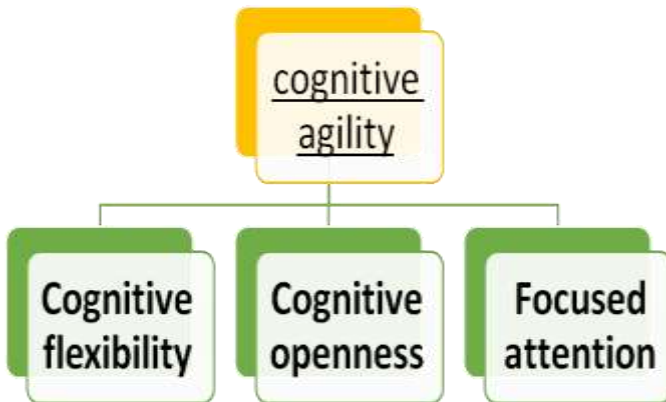 cognitive
agility
Cognitive
flexibility
Cognitive
openness
Focused
attention